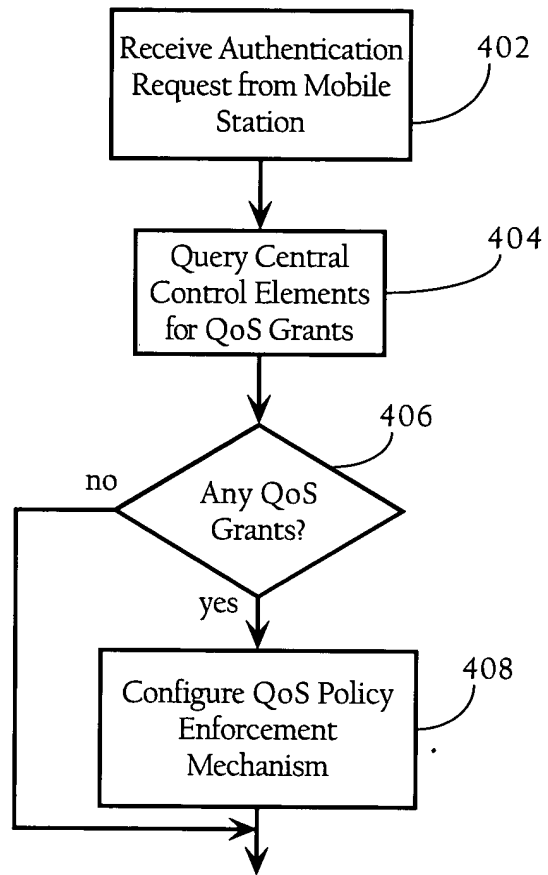 Receive Authentication
Request from Mobile
Station
402
Query Central
Control Elements
for QoS Grants
404
406
no
Any QoS
Grants?
yes
Configure QoS Policy
Enforcement
Mechanism
408